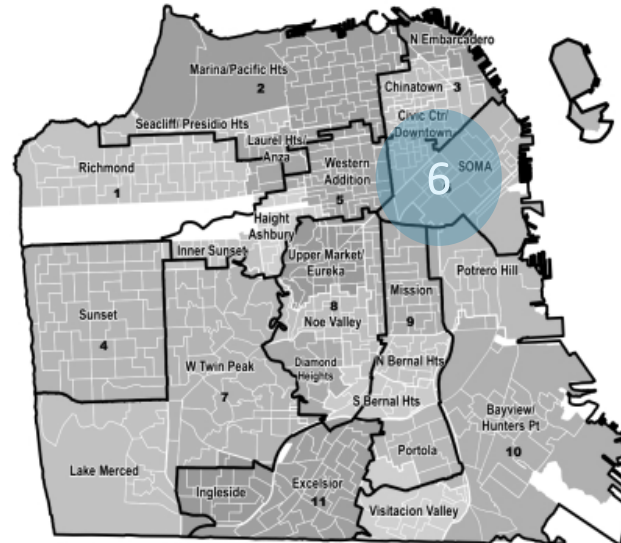 N Embarcadero
Marina/Pacific Hts
2
Chinatown 3
Civic Ctr/
Downtown
Seacliff/ Presidio Hts
Laurel Hts/
Anza
Richmond
1
Western
Addition
5
6
SOMA
Haight
Ashbury
Inner Sunset
Upper Market/
Eureka
Potrero Hill
Sunset
4
8
Noe Valley
Mission
9
W Twin Peak
7
Diamond
Heights
N Bernal Hts
S Bernal Hts
Bayview/
Hunters Pt
10
Lake Merced
Portola
Ingleside
Excelsior
11
Visitacion Valley